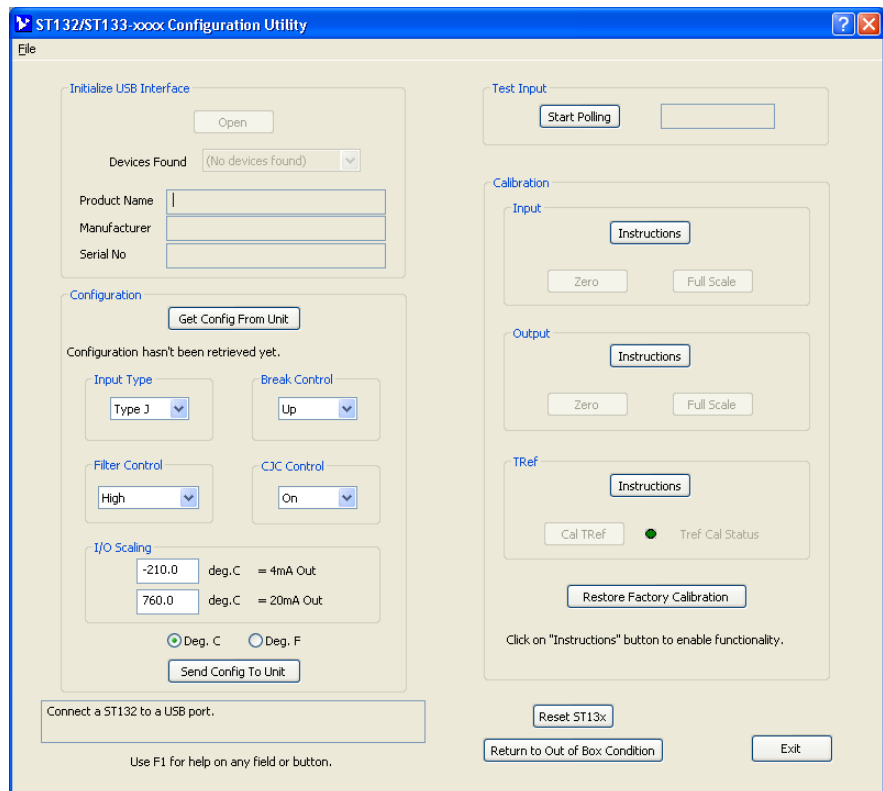 ST132/ST133-xxxx Configuration Utility
File
Initialize USB Interface
Open
Devices Found (No devices found)
Product Name
Manufacturer
Serial No
Configuration
Get Config From Unit
Configuration hasn't been retrieved yet.
Input Type
Type J
Break Control
Up
Filter Control
High
CJC Control
On
I/O Scaling
-210.0 deg.C = 4mA Out
760.0 deg.C = 20mA Out
Deg. C Deg. F
Send Config To Unit
Connect a ST132 to a USB port.
Use F1 for help on any field or button.
Test Input
Start Polling
Calibration
Input
Instructions
Zero Full Scale
Output
Instructions
Zero Full Scale
TRef
Instructions
Cal TRef Tref Cal Status
Restore Factory Calibration
Click on "Instructions" button to enable functionality.
Reset ST13x
Return to Out of Box Condition
Exit